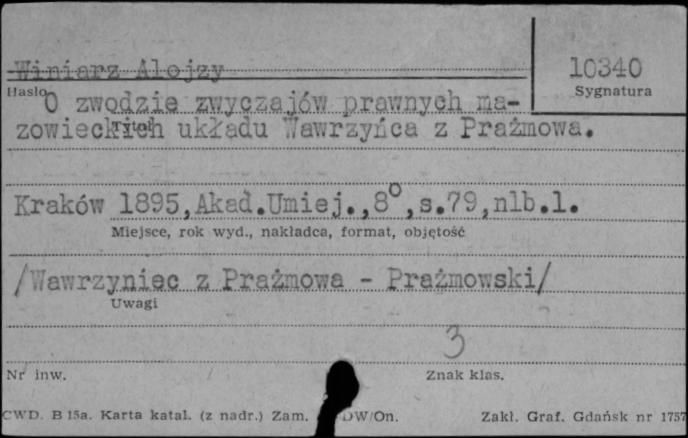 Winiarz Alojzy
10340
Hasło
Sygnatura
O zwodzie zwyczajów prawnych ma-
zowieckich układu Wawrzyńca z Prażmowa.
Tytuł
Kraków 1895, Akad.Umiej.,8°,s.79,nlb.1.
Miejsce, rok wyd., nakładca, format, objętość
/Wawrzyniec z Prażmowa - Prażmowski/
Uwagi
3
Nr inw.
Znak klas.
CWD. B 15a. Karta katal. (z nadr.) Zam. DW/On. Zakł. Graf. Gdańsk nr 1757